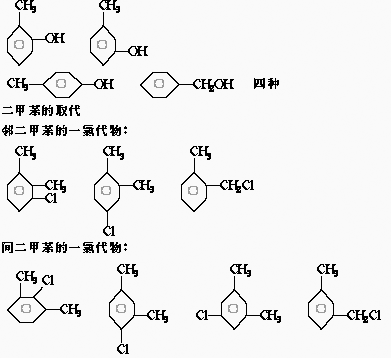 CH₃ CH₃
OH OH
CH₃ OH CH₂OH 四种
二甲苯的取代
邻二甲苯的一氯代物:
CH₃ CH₃ CH₃
CH₃ CH₃ CH₂Cl
Cl
Cl
间二甲苯的一氯代物:
CH₃ Cl CH₃ CH₃ CH₃
CH₃ CH₃ Cl CH₃ CH₂Cl
Cl